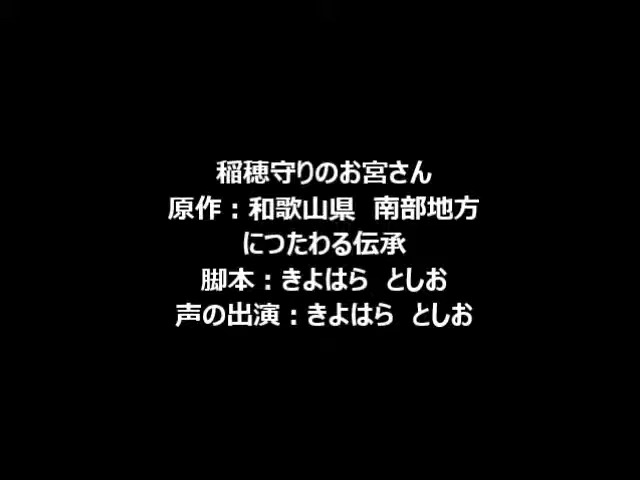 稲穂守りのお宮さん
原作：和歌山県　南部地方
につたわる伝承
脚本：きよはら　としお
声の出演：きよはら　としお